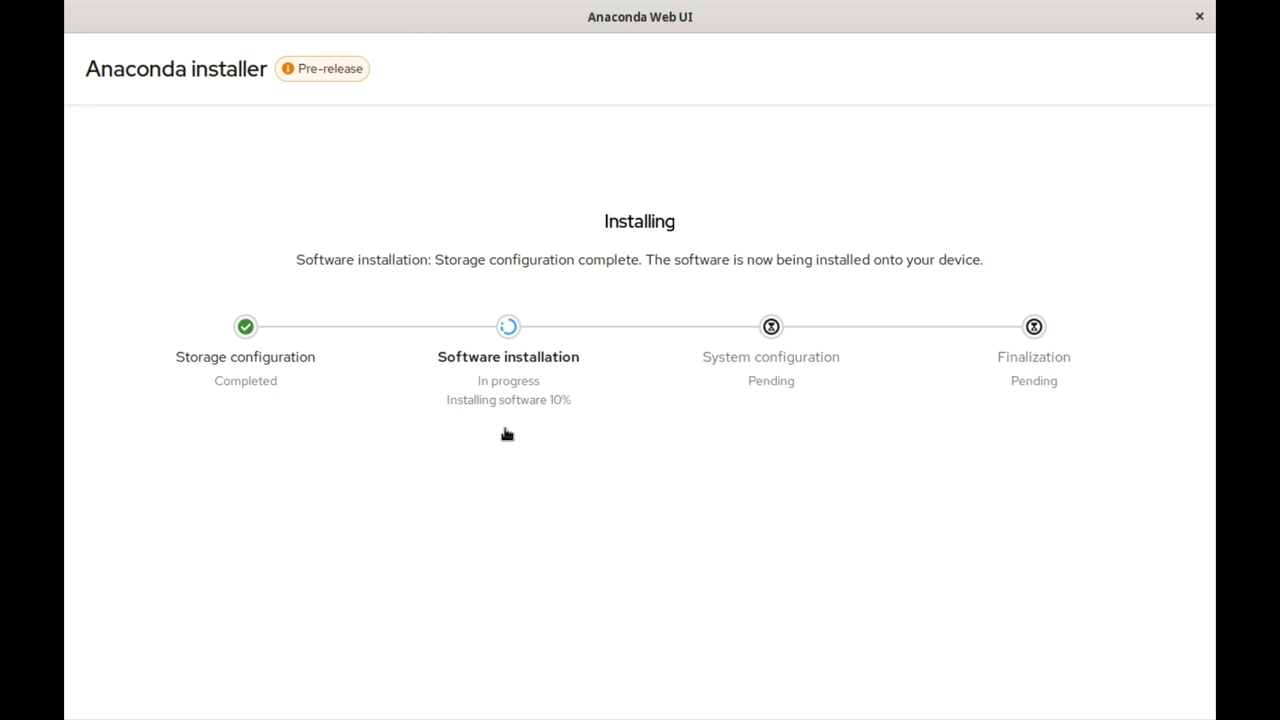 Anaconda Web UI
Anaconda installer
Pre-release
Installing
Software installation: Storage configuration complete. The software is now being installed onto your device.
Storage configuration
Completed
Software installation
In progress
Installing software 10%
System configuration
Pending
Finalization
Pending